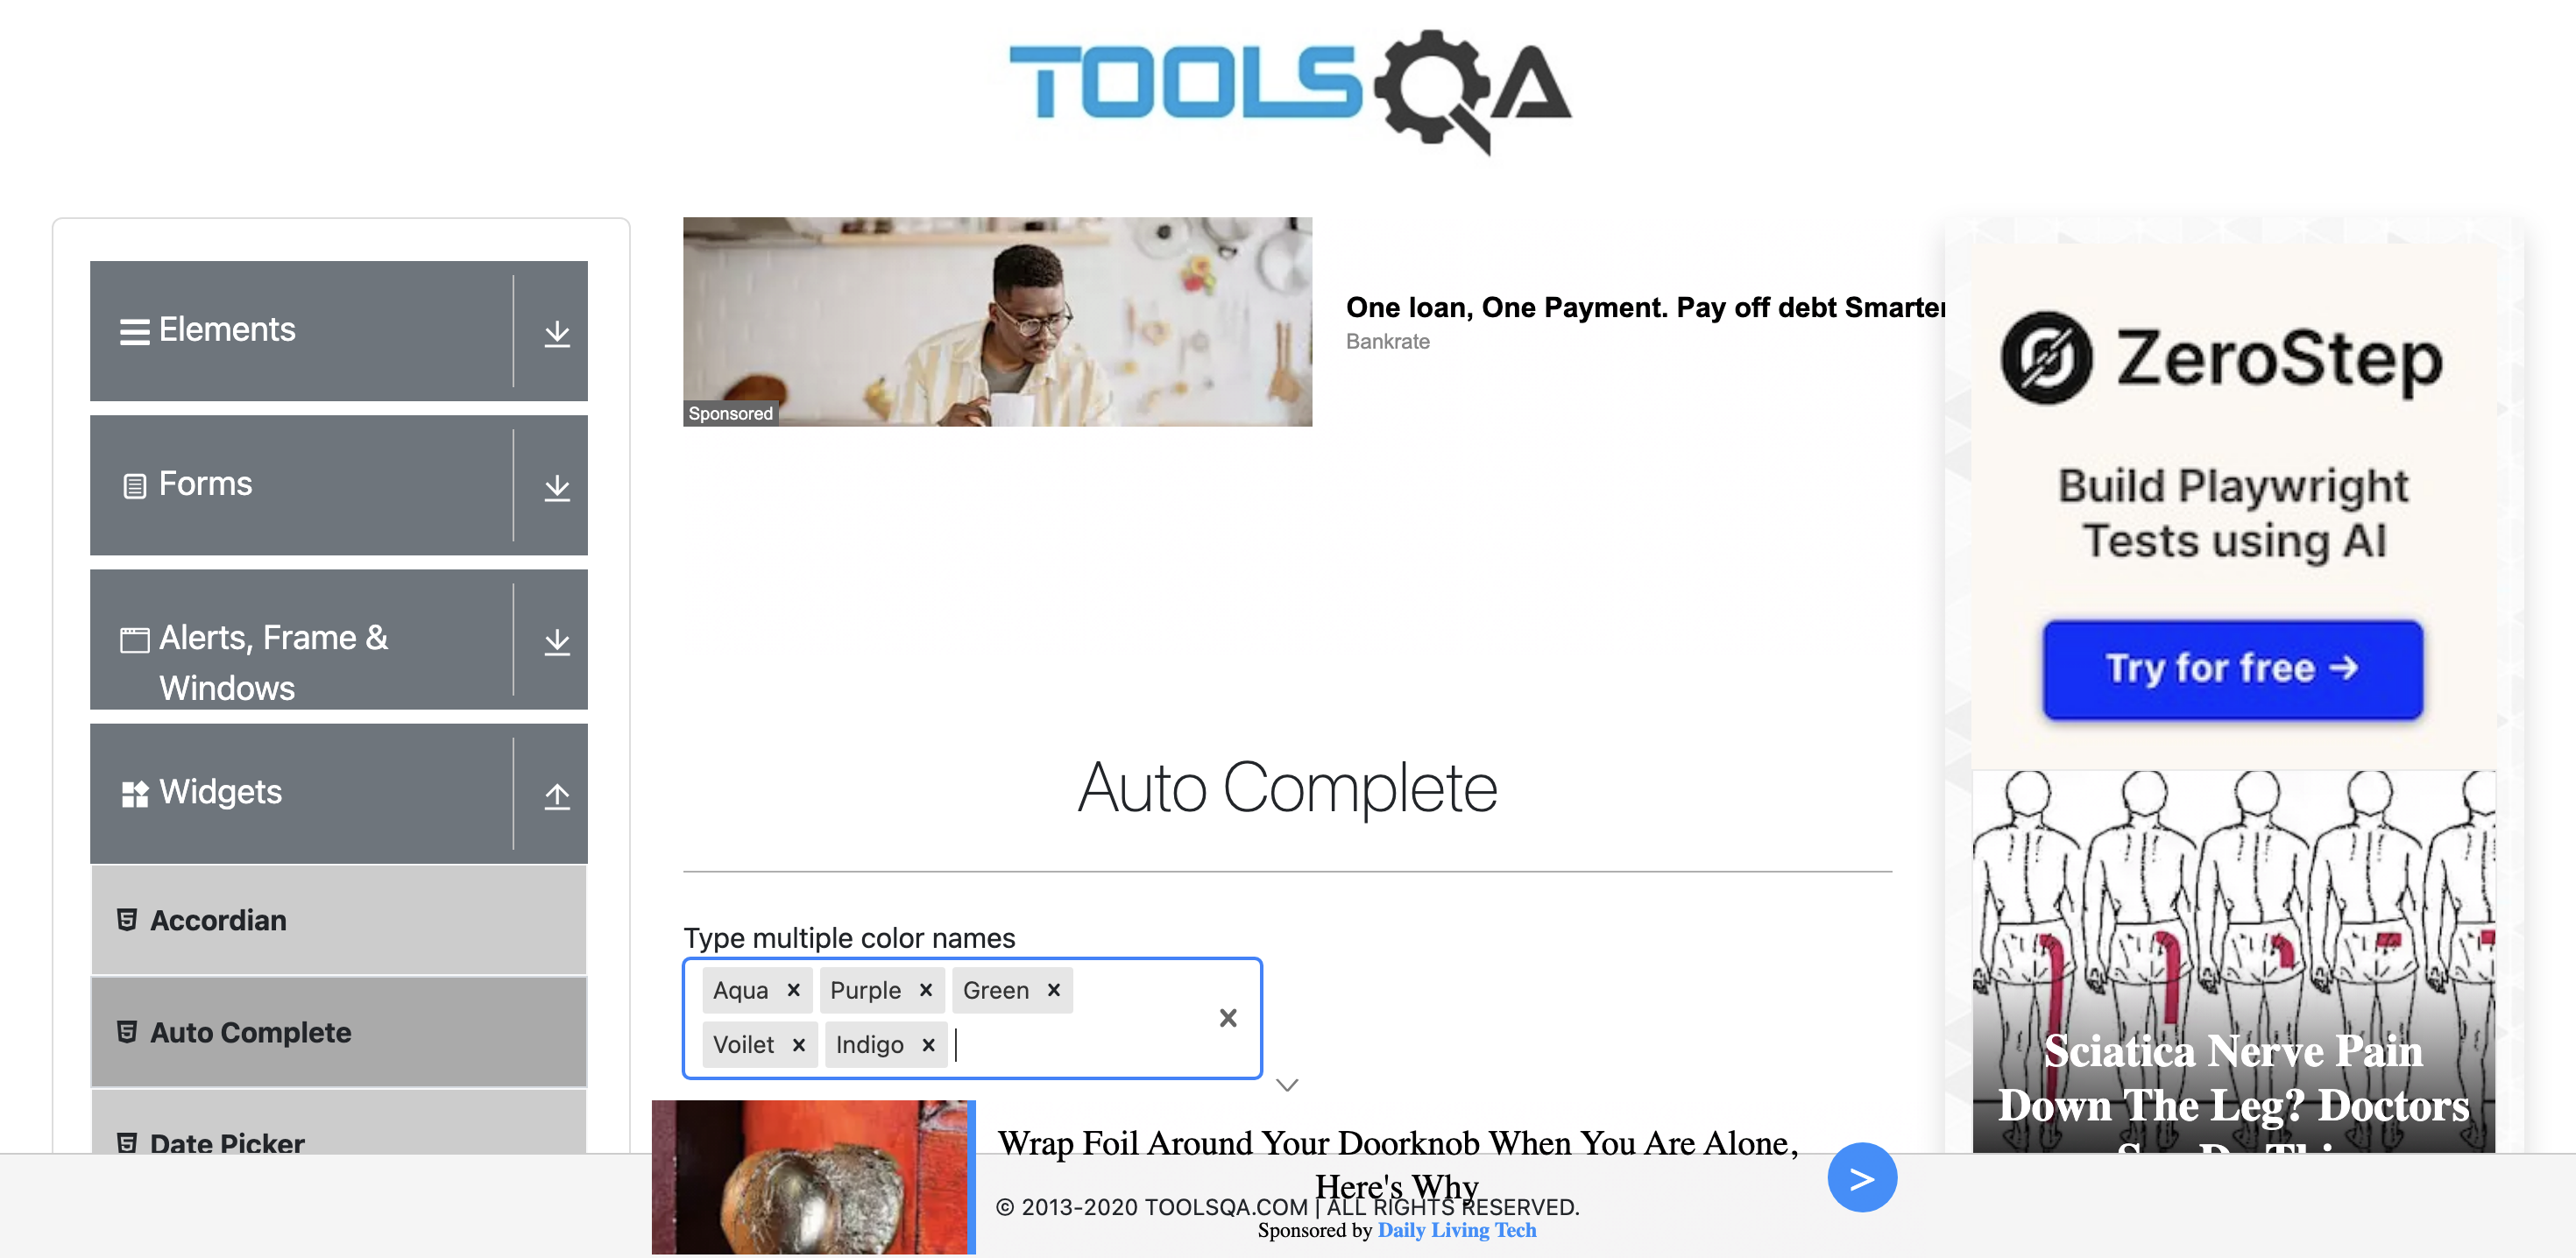 TOOLSQA
Elements
Forms
Alerts, Frame &
Windows
Widgets
Accordian
Auto Complete
Date Picker
Sponsored
One loan, One Payment. Pay off debt Smarter
Bankrate
Auto Complete
Type multiple color names
Aqua × Purple × Green ×
Voilet × Indigo ×
×
Wrap Foil Around Your Doorknob When You Are Alone,
Here's Why
© 2013-2020 TOOLSQA.COM | ALL RIGHTS RESERVED.
Sponsored by Daily Living Tech
>
ZeroStep
Build Playwright
Tests using AI
Try for free →
Sciatica Nerve Pain
Down The Leg? Doctors